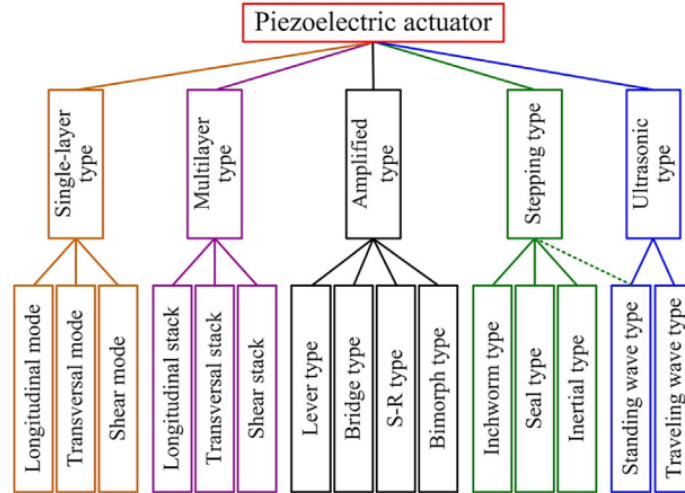 Piezoelectric actuator
Single-layer
type
Multilayer
type
Amplified
type
Stepping type
Ultrasonic
type
Longitudinal mode
Transversal mode
Shear mode
Longitudinal stack
Transversal stack
Shear stack
Lever type
Bridge type
S-R type
Bimorph type
Inchworm type
Seal type
Inertial type
Standing wave type
Traveling wave type